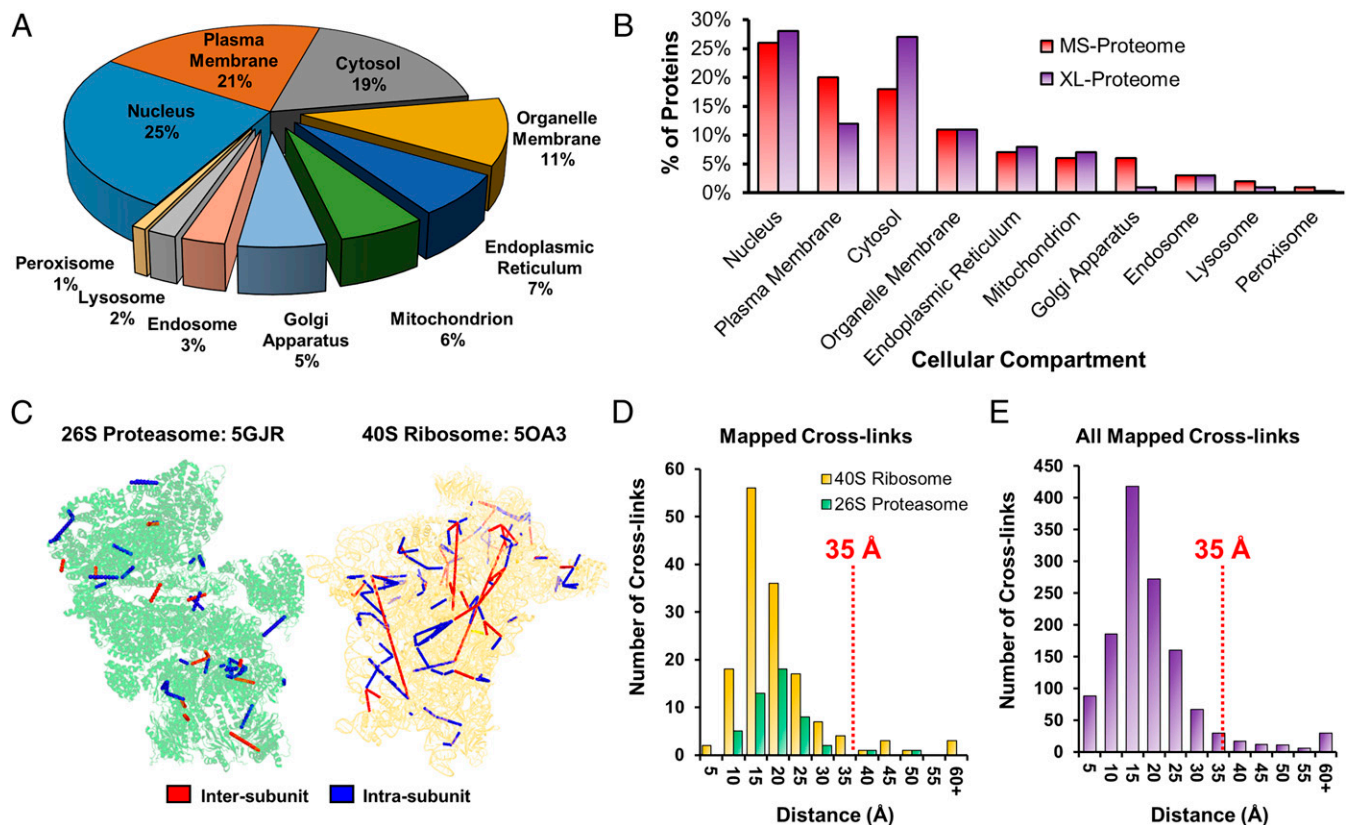 A
Plasma
Membrane
21%
Cytosol
19%
Nucleus
25%
Organelle
Membrane
11%
Endoplasmic
Reticulum
7%
Mitochondrion
6%
Golgi
Apparatus
5%
Endosome
3%
Lysosome
2%
Peroxisome
1%
B
% of Proteins
30%
25%
20%
15%
10%
5%
0%
MS-Proteome
XL-Proteome
Nucleus
Plasma Membrane
Cytosol
Organelle Membrane
Endoplasmic Reticulum
Mitochondrion
Golgi Apparatus
Endosome
Lysosome
Peroxisome
Cellular Compartment
C
26S Proteasome: 5GJR
40S Ribosome: 5OA3
Inter-subunit
Intra-subunit
D
Mapped Cross-links
Number of Cross-links
60
50
40
30
20
10
0
40S Ribosome
26S Proteasome
35 Å
5
10
15
20
25
30
35
40
45
50
55
60+
Distance (Å)
E
All Mapped Cross-links
Number of Cross-links
450
400
350
300
250
200
150
100
50
0
35 Å
5
10
15
20
25
30
35
40
45
50
55
60+
Distance (Å)